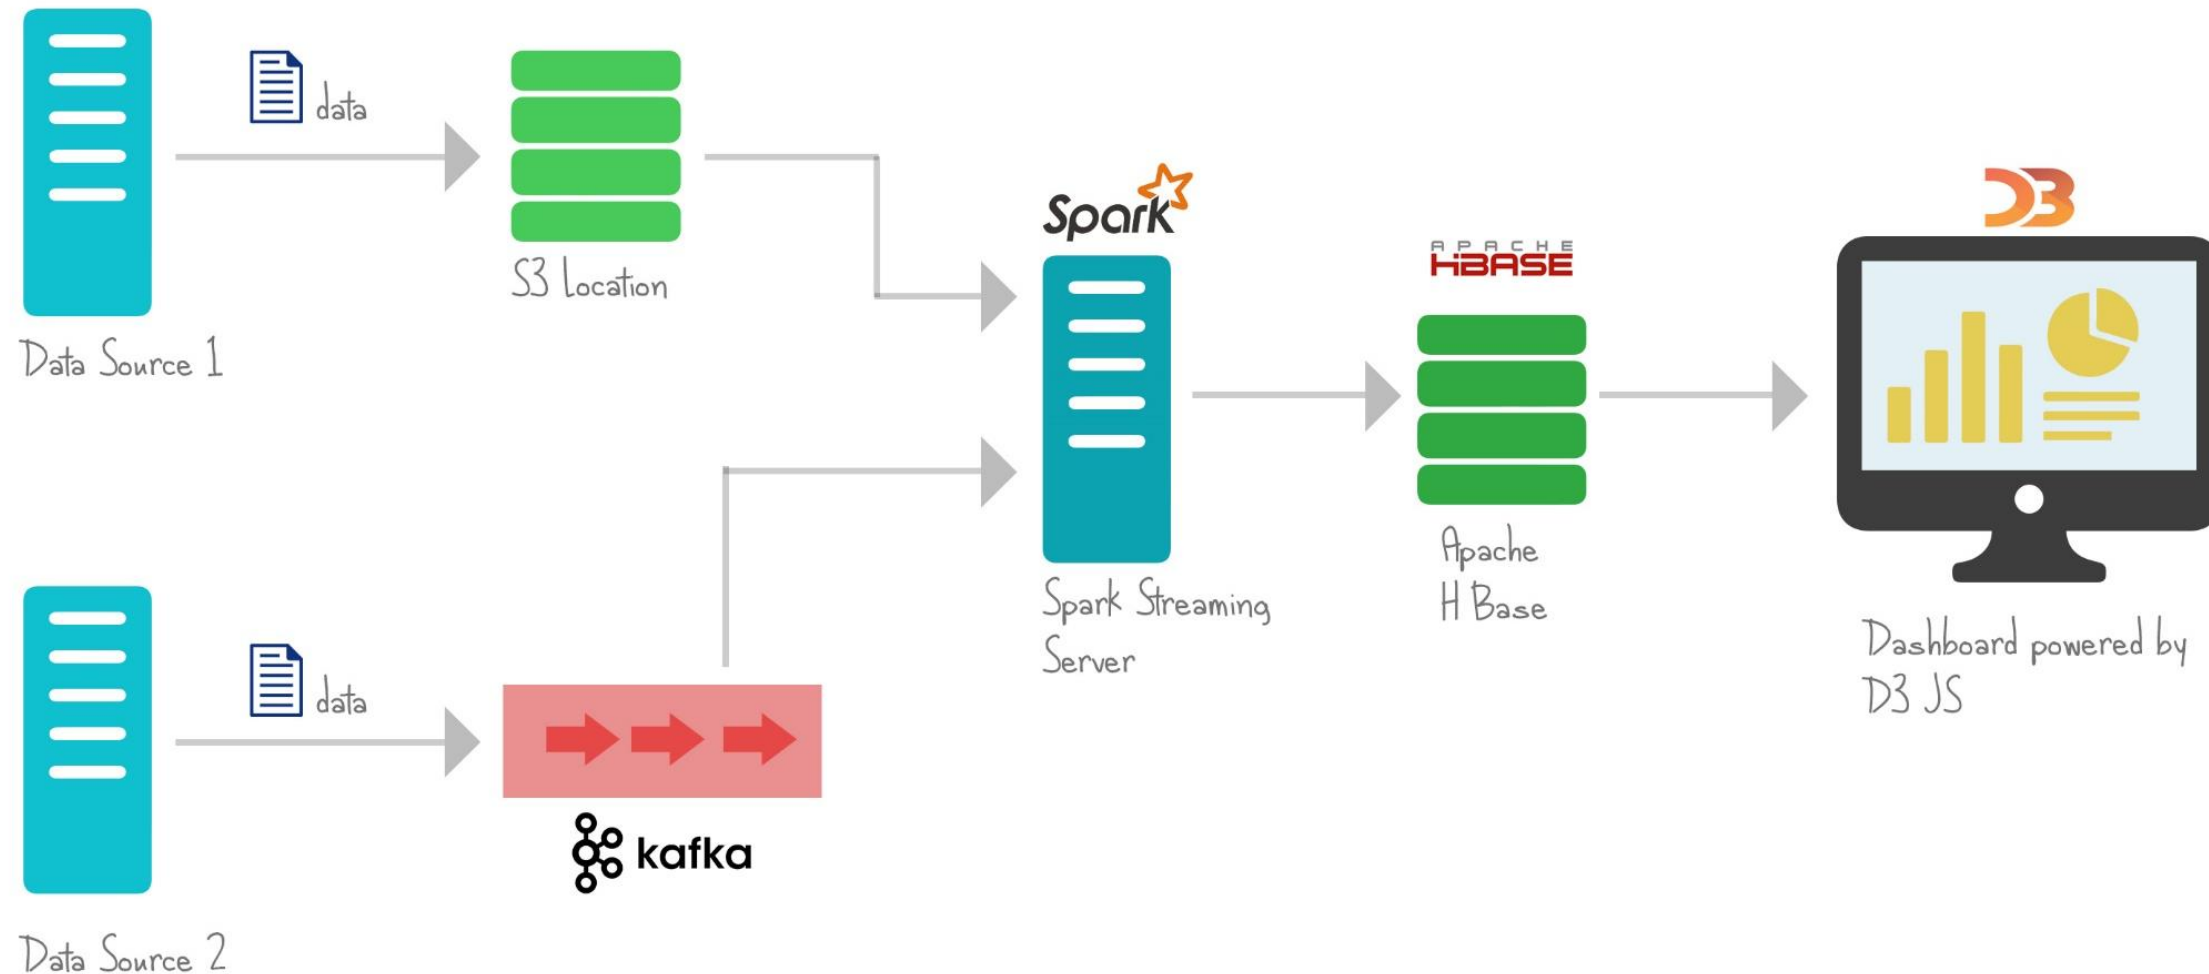 data
S3 Location
Data Source 1
Spark
APACHE
HBASE
D3
data
kafka
Data Source 2
Spark Streaming
Server
Apache
H Base
Dashboard powered by
D3 JS